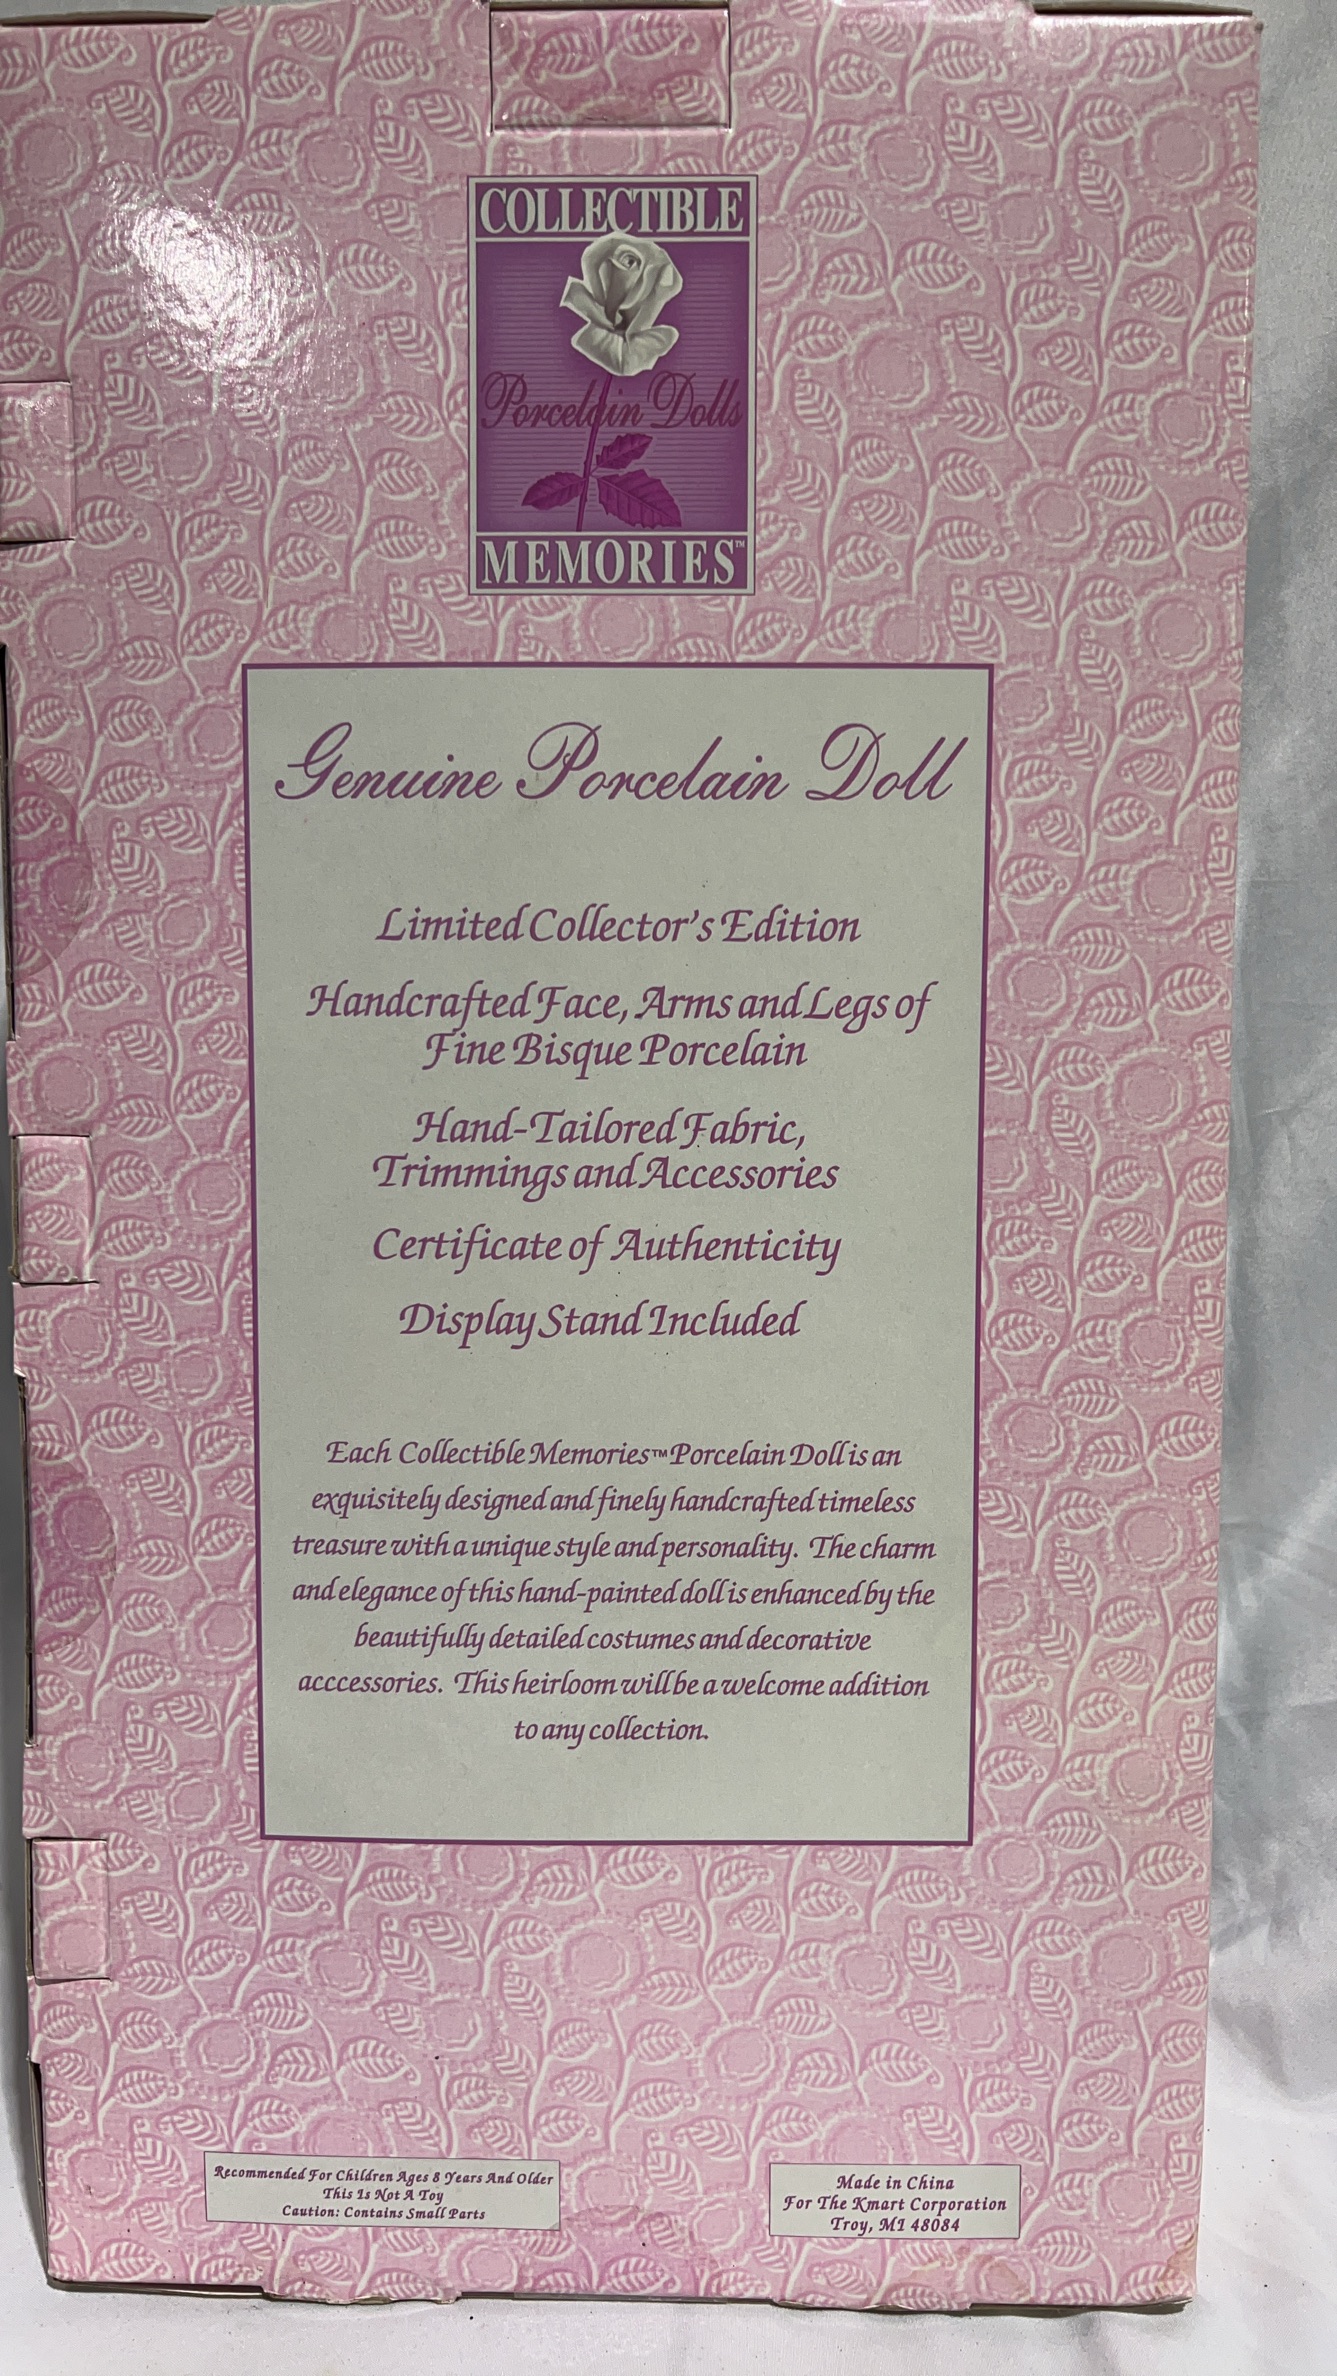 COLLECTIBLE
Porcelain Dolls
MEMORIES™
Genuine Porcelain Doll
Limited Collector's Edition
Handcrafted Face, Arms and Legs of
Fine Bisque Porcelain
Hand-Tailored Fabric,
Trimmings and Accessories
Certificate of Authenticity
Display Stand Included
Each Collectible Memories™ Porcelain Doll is an
exquisitely designed and finely handcrafted timeless
treasure with a unique style and personality. The charm
and elegance of this hand-painted doll is enhanced by the
beautifully detailed costumes and decorative
acccessories. This heirloom will be a welcome addition
to any collection.
Recommended For Children Ages 8 Years And Older
This Is Not A Toy
Caution: Contains Small Parts
Made in China
For The Kmart Corporation
Troy, MI 48084